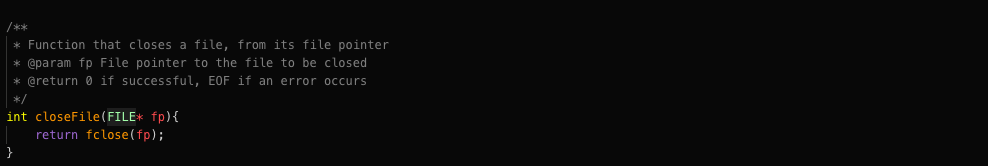 /**
 * Function that closes a file, from its file pointer
 * @param fp File pointer to the file to be closed
 * @return 0 if successful, EOF if an error occurs
 */
int closeFile(FILE* fp){
    return fclose(fp);
}